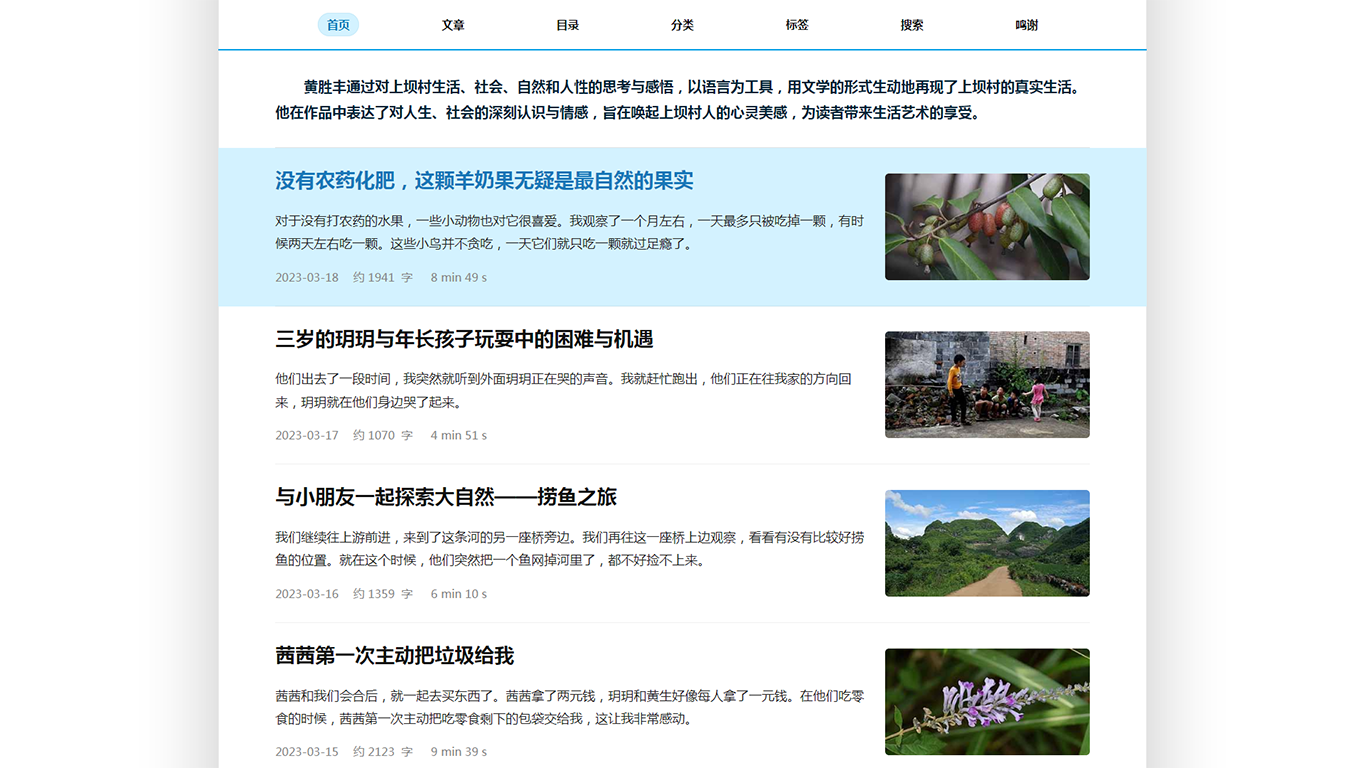 首页 文章 目录 分类 标签 搜索 鸣谢
黄胜丰通过对上坝村生活、社会、自然和人性的思考与感悟，以语言为工具，用文学的形式生动地再现了上坝村的真实生活。
他在作品中表达了对人生、社会的深刻认识与情感，旨在唤起上坝村人的心灵美感，为读者带来生活艺术的享受。
没有农药化肥，这颗羊奶果无疑是最自然的果实
对于没有打农药的水果，一些小动物也对它很喜爱。我观察了一个月左右，一天最多只被吃掉一颗，有时
候两天左右吃一颗。这些小鸟并不贪吃，一天它们就只吃一颗就过足瘾了。
2023-03-18 约 1941 字 8 min 49 s
三岁的玥玥与年长孩子玩耍中的困难与机遇
他们出去了一段时间，我突然就听到外面玥玥正在哭的声音。我就赶忙跑出，他们正在往我家的方向回
来，玥玥就在他们身边哭了起来。
2023-03-17 约 1070 字 4 min 51 s
与小朋友一起探索大自然——捞鱼之旅
我们继续往上游前进，来到了这条河的另一座桥旁边。我们再往这一座桥上边观察，看看有没有比较好捞
鱼的位置。就在这个时候，他们突然把一个鱼网掉河里了，都不好捡不上来。
2023-03-16 约 1359 字 6 min 10 s
茜茜第一次主动把垃圾给我
茜茜和我们会合后，就一起去买东西了。茜茜拿了两元钱，玥玥和黄生好像每人拿了一元钱。在他们吃零
食的时候，茜茜第一次主动把吃零食剩下的包袋交给我，这让我非常感动。
2023-03-15 约 2123 字 9 min 39 s